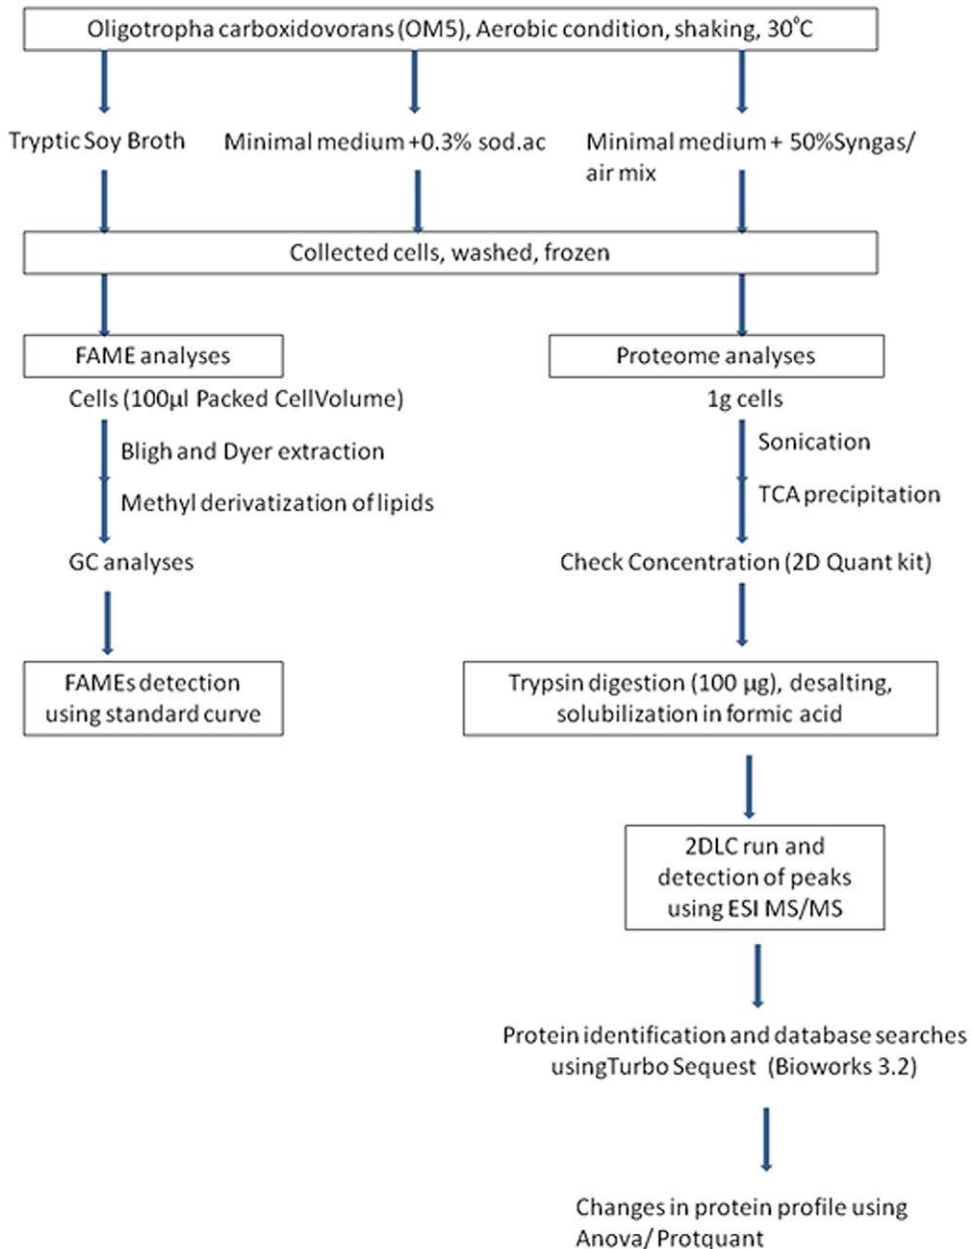 Oligotropha carboxidovorans (OM5), Aerobic condition, shaking, 30°C
Tryptic Soy Broth
Minimal medium +0.3% sod.ac
Minimal medium + 50%Syngas/
air mix
Collected cells, washed, frozen
FAME analyses
Cells (100µl Packed CellVolume)
Bligh and Dyer extraction
Methyl derivatization of lipids
GC analyses
FAMEs detection
using standard curve
Proteome analyses
1g cells
Sonication
TCA precipitation
Check Concentration (2D Quant kit)
Trypsin digestion (100 µg), desalting,
solubilization in formic acid
2DLC run and
detection of peaks
using ESI MS/MS
Protein identification and database searches
usingTurbo Sequest (Bioworks 3.2)
Changes in protein profile using
Anova/ Protquant